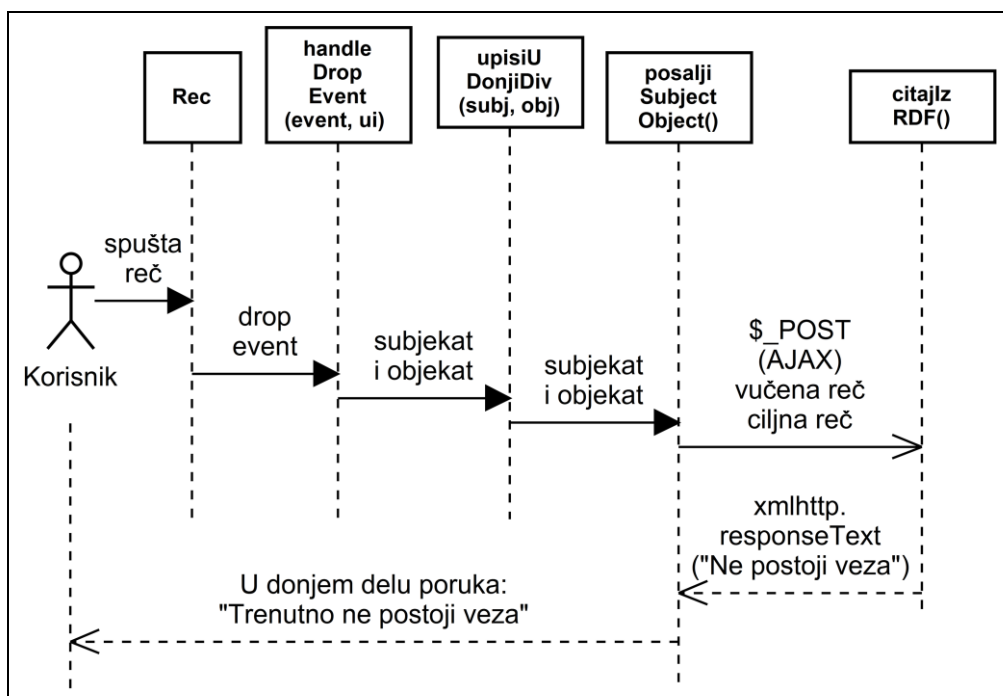 Rec
handle
Drop
Event
(event, ui)
upisiU
DonjiDiv
(subj, obj)
posalji
Subject
Object()
citajIz
RDF()
spušta
reč
Korisnik
drop
event
subjekat
i objekat
subjekat
i objekat
$_POST
(AJAX)
vučena reč
ciljna reč
xmlhttp.
responseText
("Ne postoji veza")
U donjem delu poruka:
"Trenutno ne postoji veza"